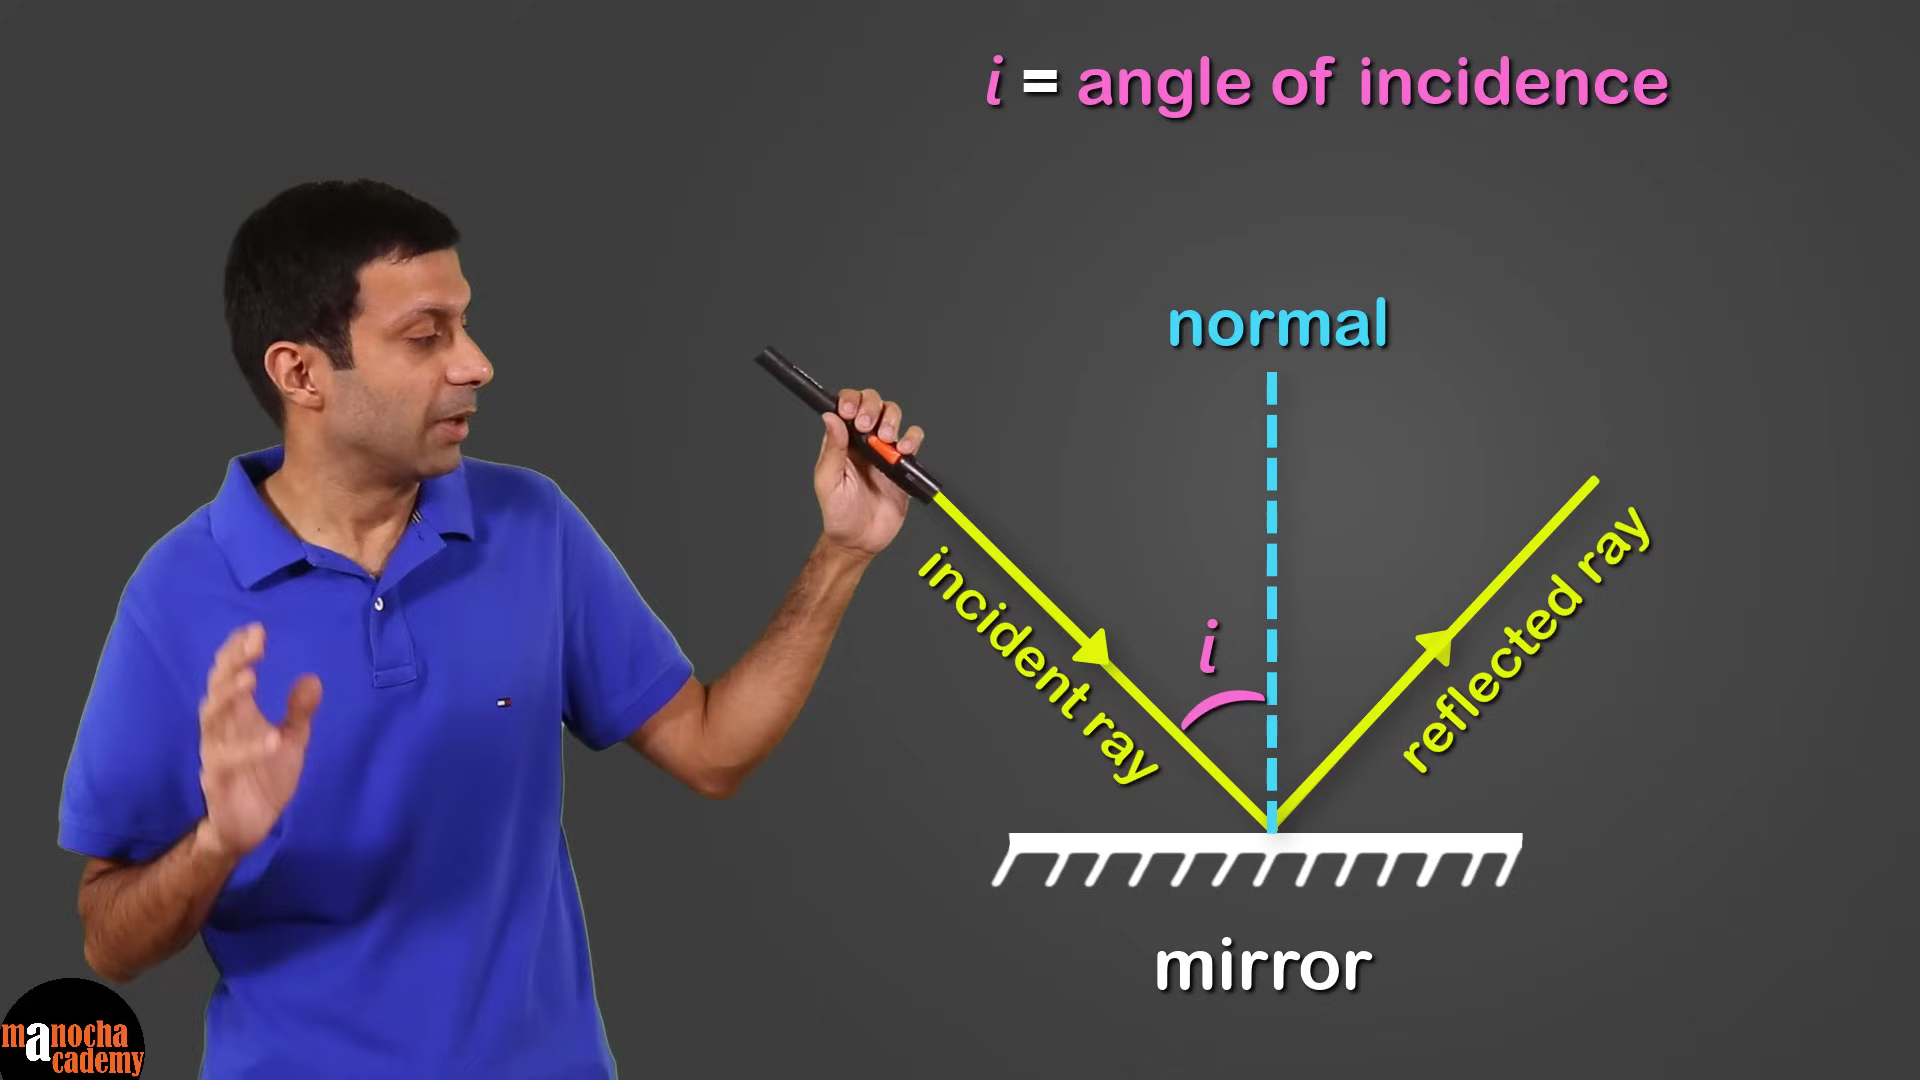 i = angle of incidence
normal
incident ray
i
reflected ray
mirror
manocha
academy